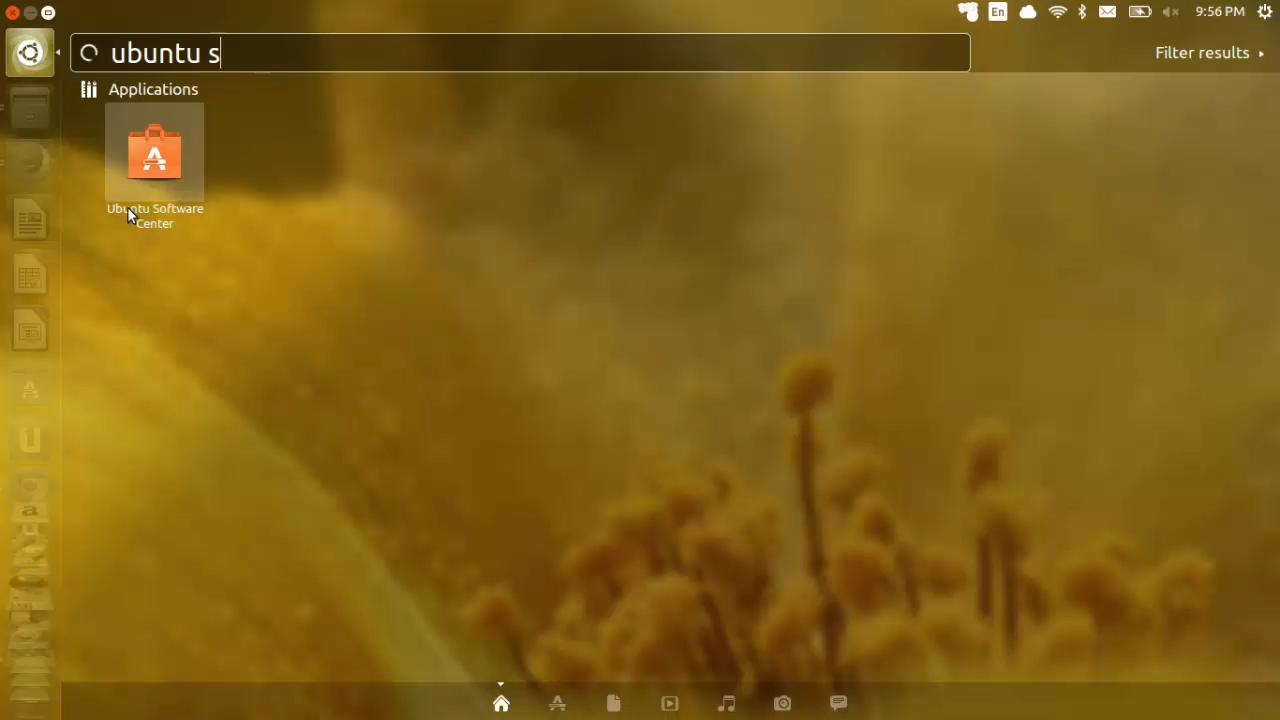 En
9:56 PM
ubuntu s
Filter results
Applications
Ubuntu Software
Center